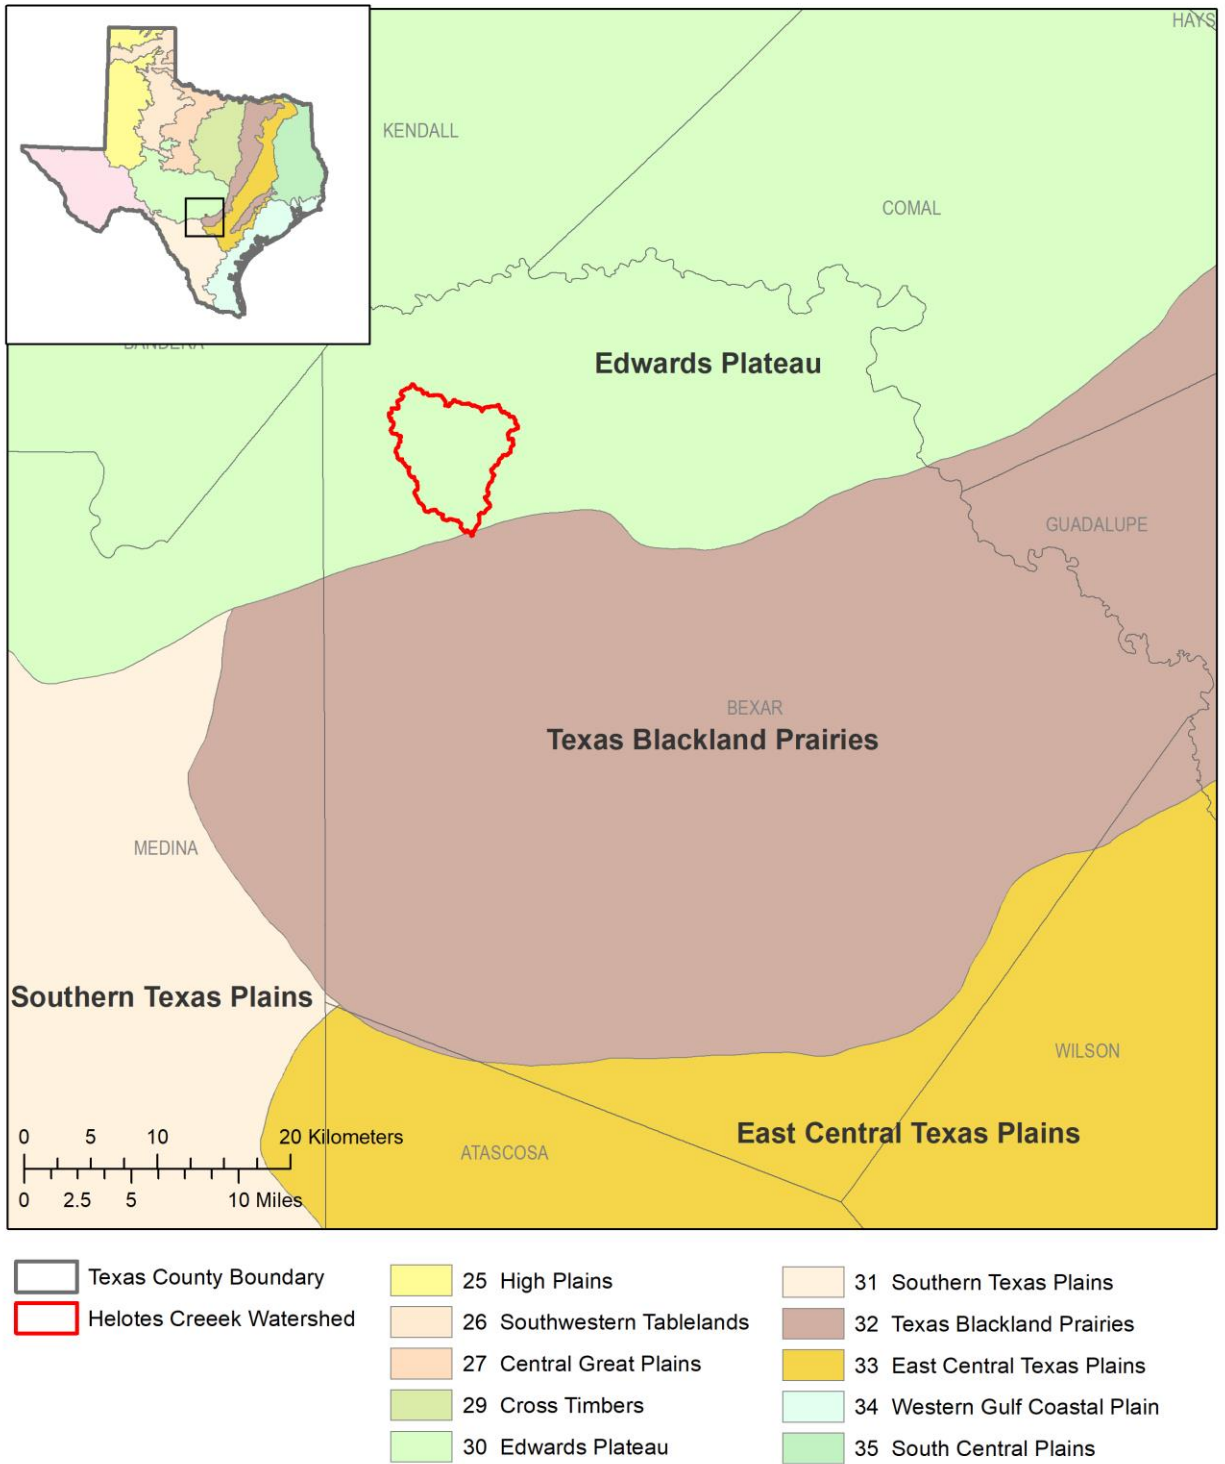 HAYS
KENDALL
COMAL
BANDERA
Edwards Plateau
GUADALUPE
BEXAR
Texas Blackland Prairies
MEDINA
Southern Texas Plains
WILSON
East Central Texas Plains
ATASCOSA
0 5 10 20 Kilometers
0 2.5 5 10 Miles
Texas County Boundary
Helotes Creeek Watershed
25 High Plains
26 Southwestern Tablelands
27 Central Great Plains
29 Cross Timbers
30 Edwards Plateau
31 Southern Texas Plains
32 Texas Blackland Prairies
33 East Central Texas Plains
34 Western Gulf Coastal Plain
35 South Central Plains